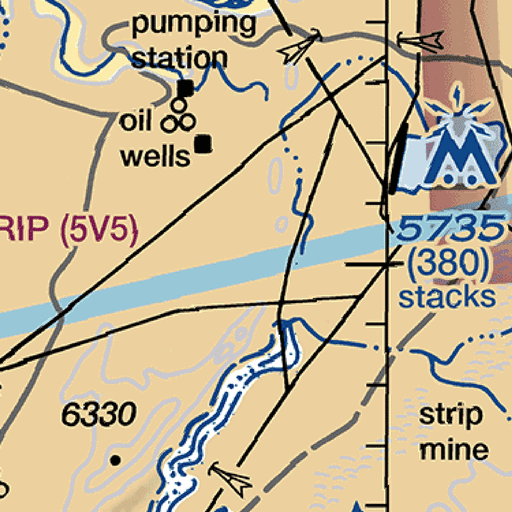 pumping
station
oil
wells
RIP (5V5)
5735
(380)
stacks
6330
strip
mine